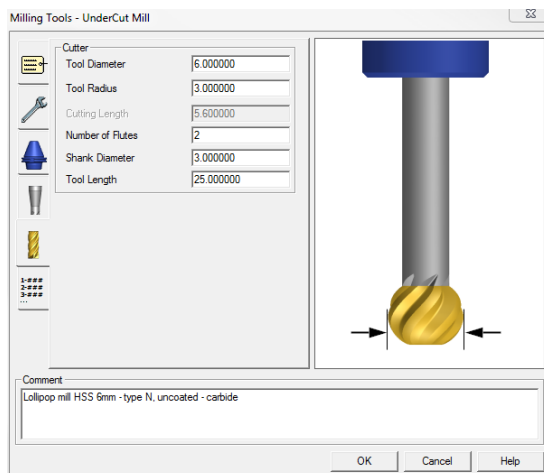 Milling Tools - UnderCut Mill
Cutter
Tool Diameter 6.000000
Tool Radius 3.000000
Cutting Length 5.600000
Number of Flutes 2
Shank Diameter 3.000000
Tool Length 25.000000
1-###
2-###
3-###
...
Comment
Lollipop mill HSS 6mm - type N, uncoated - carbide
OK Cancel Help